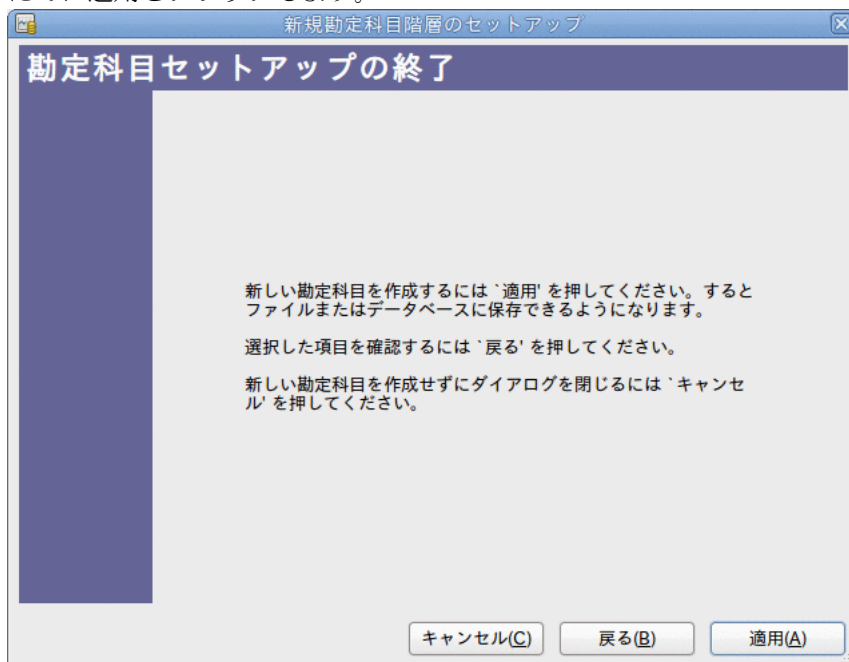 新規勘定科目階層のセットアップ
勘定科目セットアップの終了
新しい勘定科目を作成するには `適用' を押してください。すると
ファイルまたはデータベースに保存できるようになります。
選択した項目を確認するには `戻る' を押してください。
新しい勘定科目を作成せずにダイアログを閉じるには `キャンセ
ル' を押してください。
キャンセル(C) 戻る(B) 適用(A)